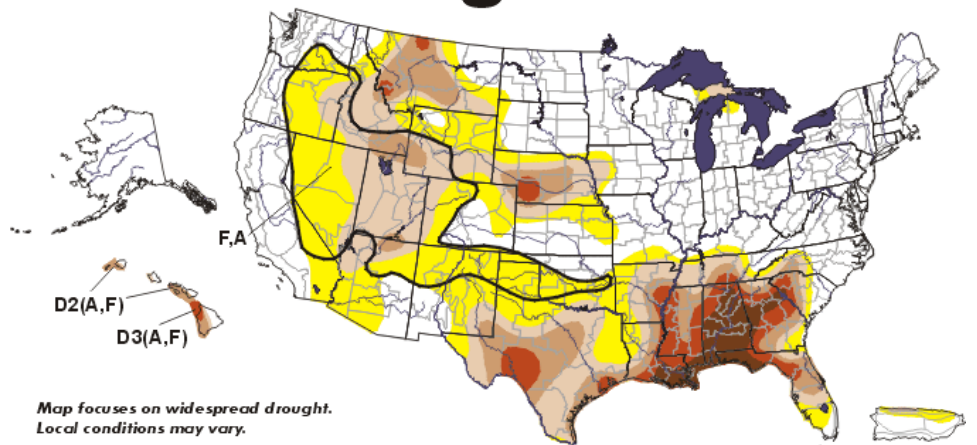 F,A
D2(A,F)
D3(A,F)
Map focuses on widespread drought.
Local conditions may vary.